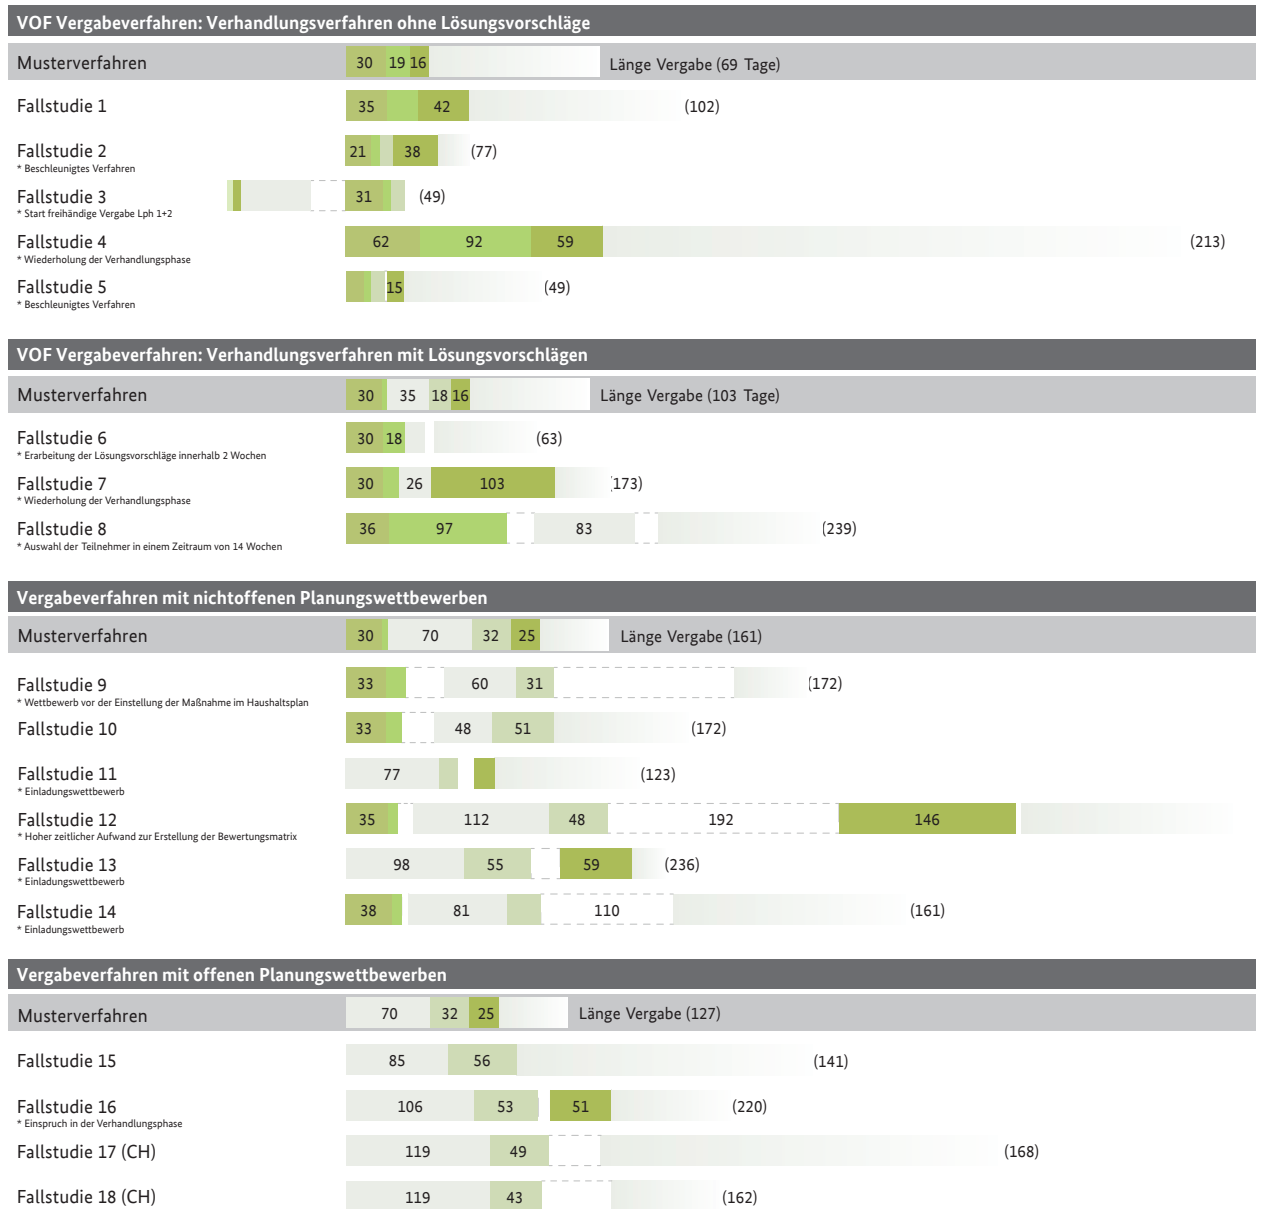 VOF Vergabeverfahren: Verhandlungsverfahren ohne Lösungsvorschläge
Musterverfahren 30 19 16 Länge Vergabe (69 Tage)
Fallstudie 1 35 42 (102)
Fallstudie 2 21 38 (77)
* Beschleunigtes Verfahren
Fallstudie 3 31 (49)
* Start freihändige Vergabe Lph 1+2
Fallstudie 4 62 92 59 (213)
* Wiederholung der Verhandlungsphase
Fallstudie 5 15 (49)
* Beschleunigtes Verfahren
VOF Vergabeverfahren: Verhandlungsverfahren mit Lösungsvorschlägen
Musterverfahren 30 35 18 16 Länge Vergabe (103 Tage)
Fallstudie 6 30 18 (63)
* Erarbeitung der Lösungsvorschläge innerhalb 2 Wochen
Fallstudie 7 30 26 103 (173)
* Wiederholung der Verhandlungsphase
Fallstudie 8 36 97 83 (239)
* Auswahl der Teilnehmer in einem Zeitraum von 14 Wochen
Vergabeverfahren mit nichtoffenen Planungswettbewerben
Musterverfahren 30 70 32 25 Länge Vergabe (161)
Fallstudie 9 33 60 31 (172)
* Wettbewerb vor der Einstellung der Maßnahme im Haushaltsplan
Fallstudie 10 33 48 51 (172)
Fallstudie 11 77 (123)
* Einladungswettbewerb
Fallstudie 12 35 112 48 192 146
* Hoher zeitlicher Aufwand zur Erstellung der Bewertungsmatrix
Fallstudie 13 98 55 59 (236)
* Einladungswettbewerb
Fallstudie 14 38 81 110 (161)
* Einladungswettbewerb
Vergabeverfahren mit offenen Planungswettbewerben
Musterverfahren 70 32 25 Länge Vergabe (127)
Fallstudie 15 85 56 (141)
Fallstudie 16 106 53 51 (220)
* Einspruch in der Verhandlungsphase
Fallstudie 17 (CH) 119 49 (168)
Fallstudie 18 (CH) 119 43 (162)